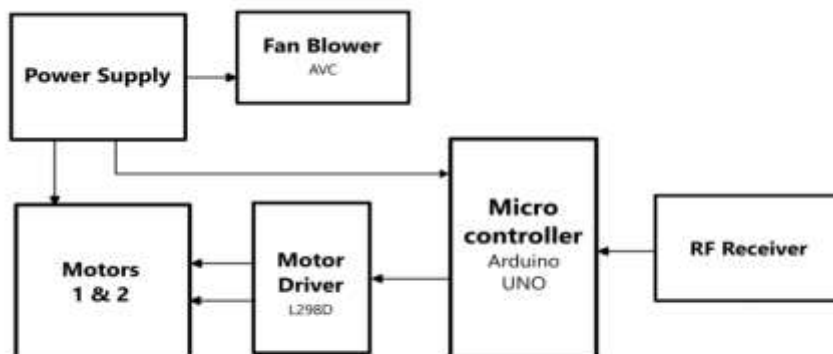 Power Supply
Fan Blower
AVC
Micro
controller
Arduino
UNO
RF Receiver
Motors
1 & 2
Motor
Driver
L298D